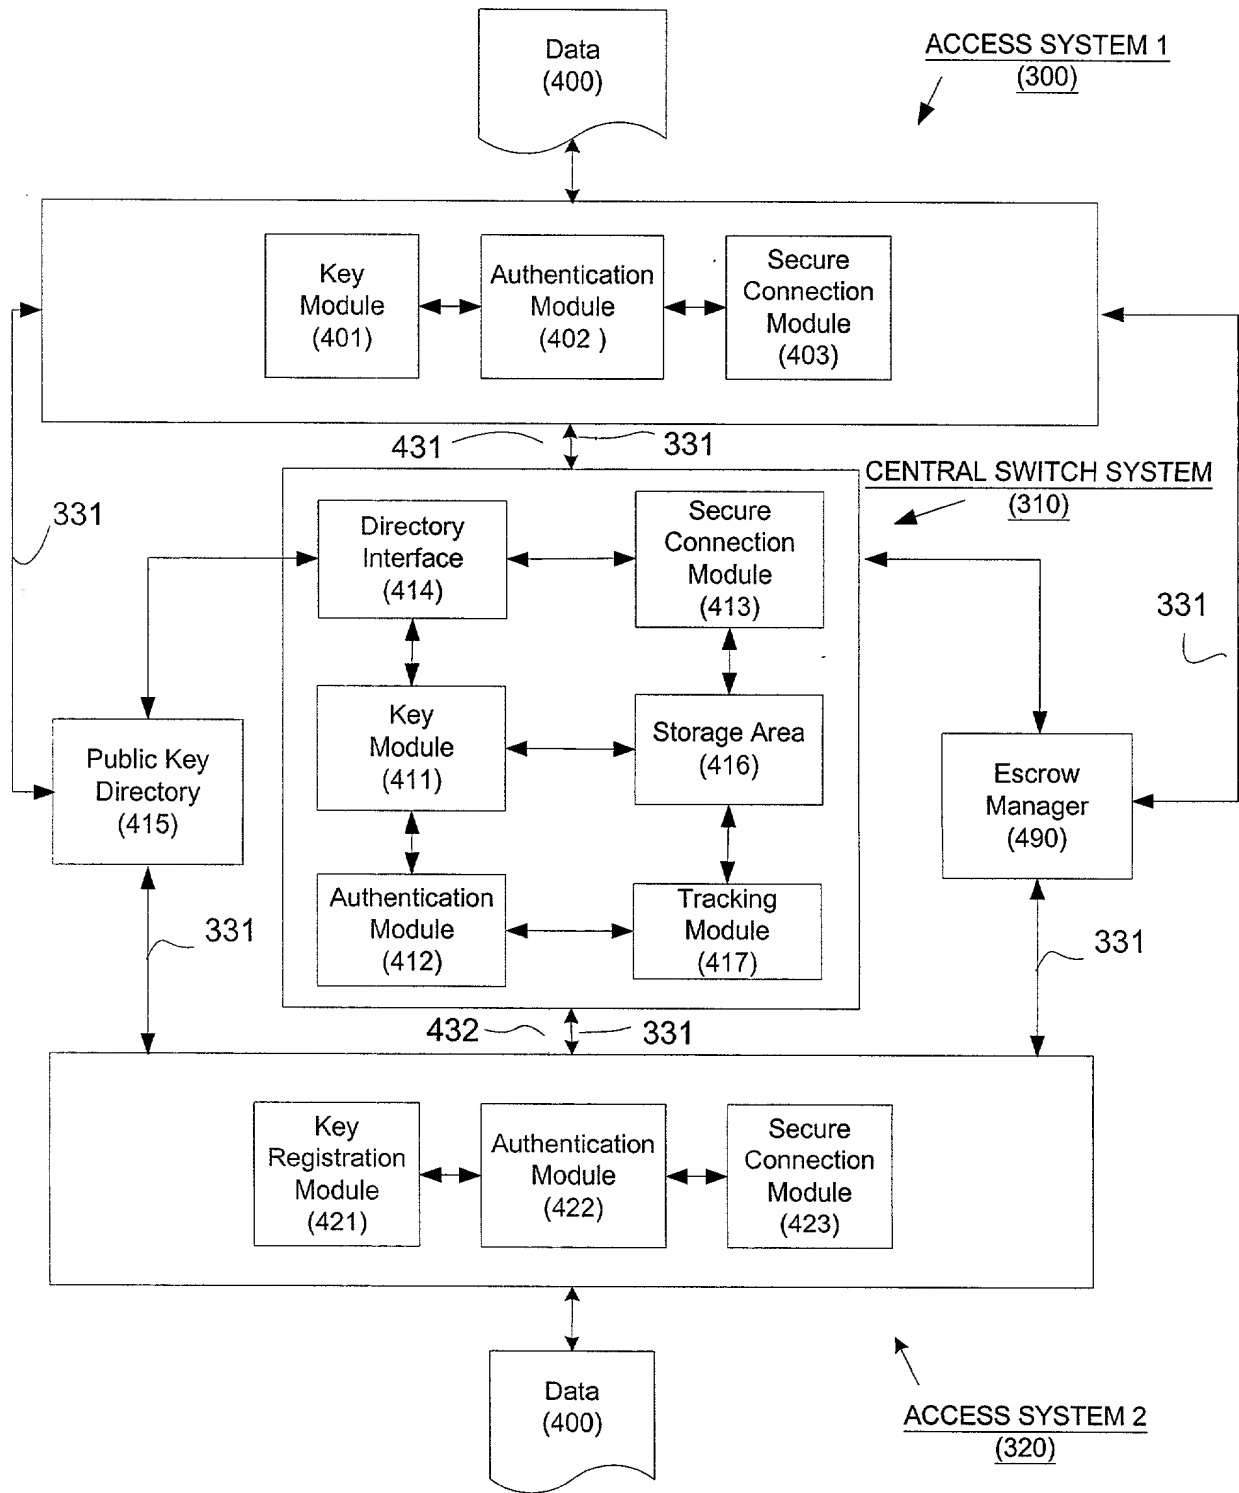 Data
(400)
ACCESS SYSTEM 1
(300)
Key
Module
(401)
Authentication
Module
(402 )
Secure
Connection
Module
(403)
431
331
CENTRAL SWITCH SYSTEM
(310)
331
Directory
Interface
(414)
Secure
Connection
Module
(413)
331
Key
Module
(411)
Storage Area
(416)
Public Key
Directory
(415)
Escrow
Manager
(490)
Authentication
Module
(412)
Tracking
Module
(417)
331
331
432
331
Key
Registration
Module
(421)
Authentication
Module
(422)
Secure
Connection
Module
(423)
Data
(400)
ACCESS SYSTEM 2
(320)